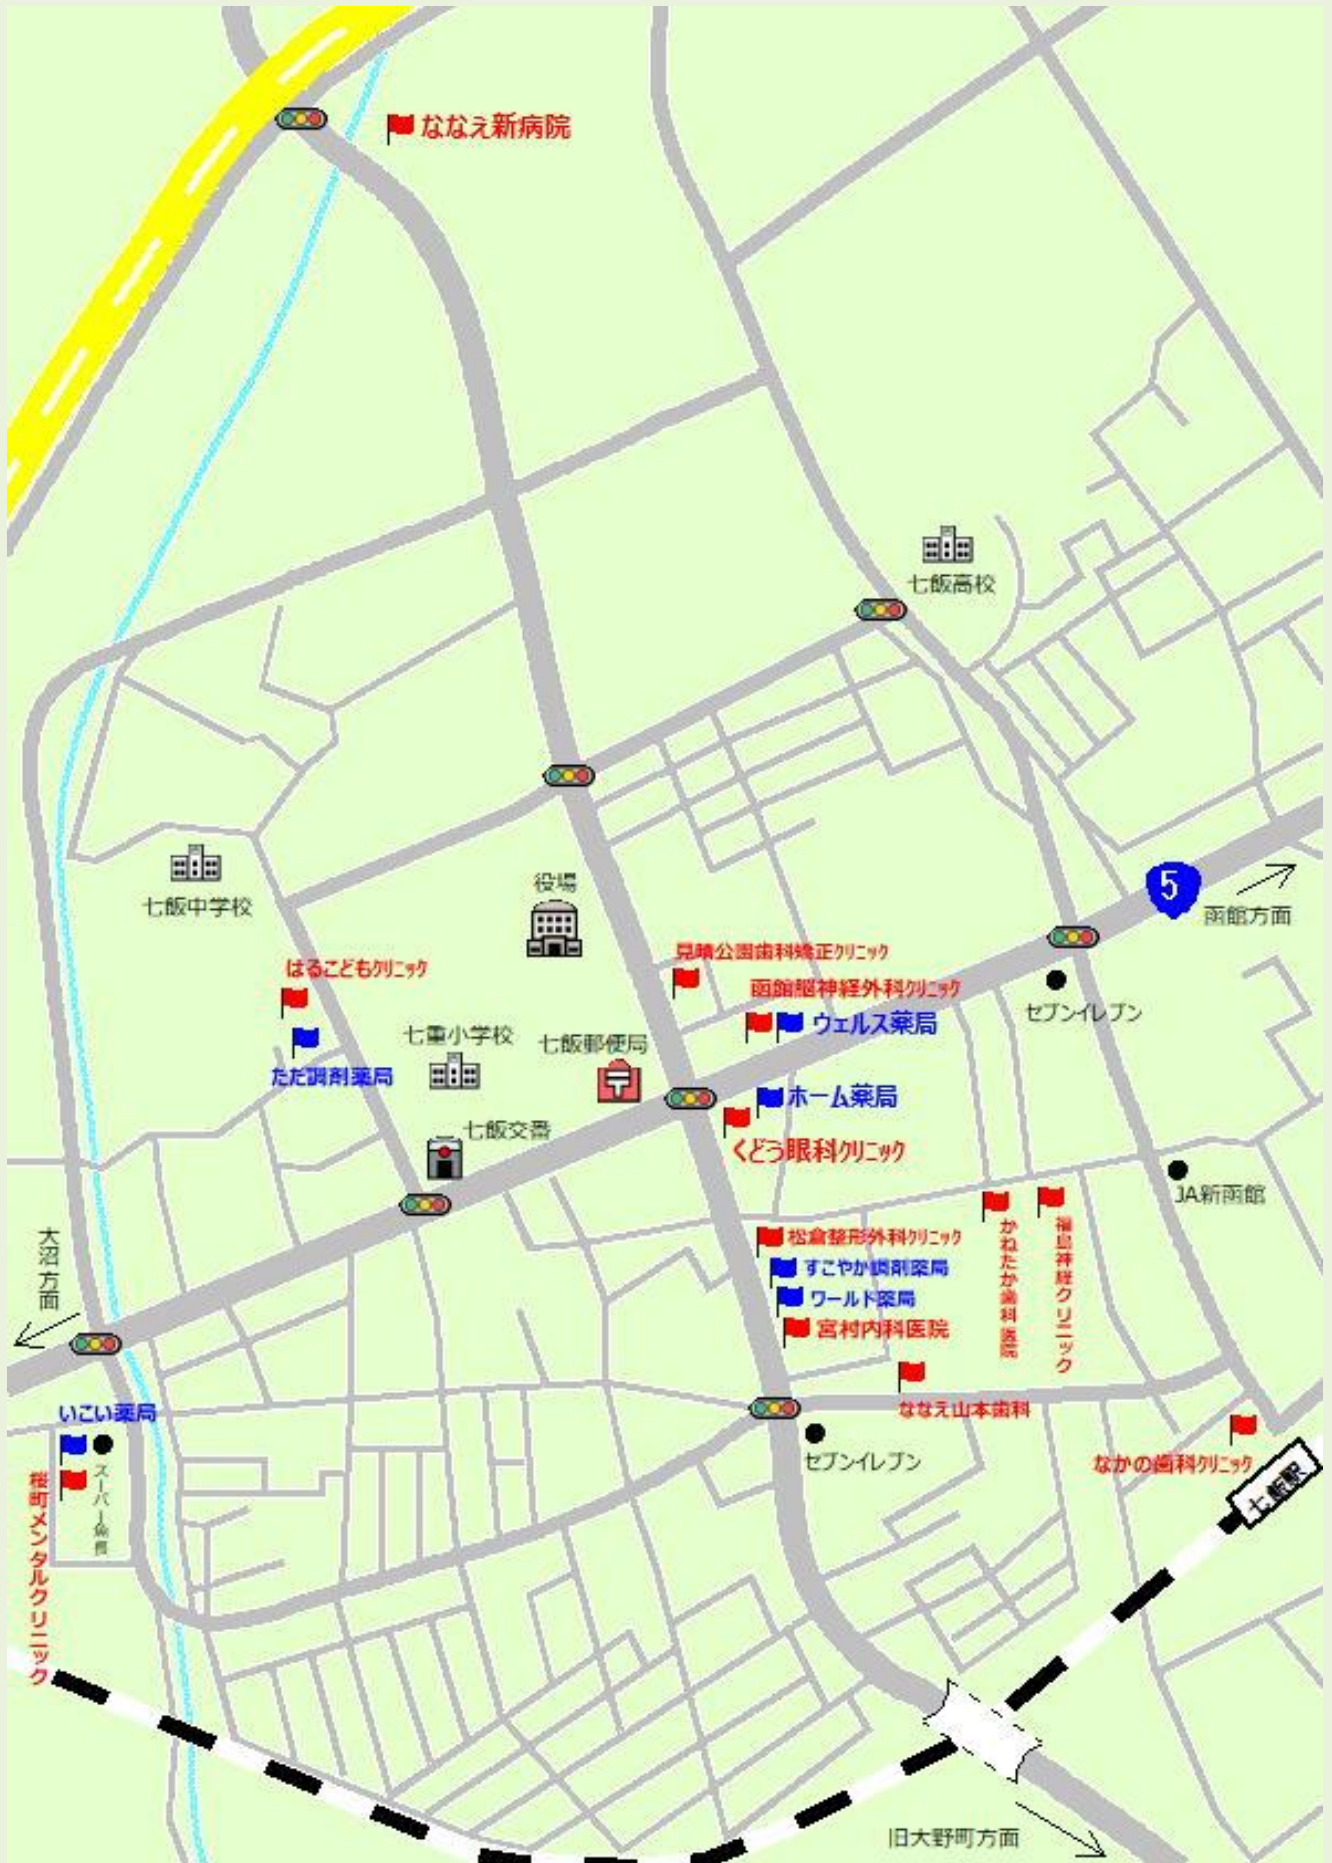 ななえ新病院
七飯高校
5
函館方面
役場
七飯中学校
見晴公園歯科矯正クリニック
はるこどもクリニック
函館脳神経外科クリニック
ウェルス薬局
セブンイレブン
七重小学校
七飯郵便局
ただ調剤薬局
ホーム薬局
七飯交番
くどう眼科クリニック
JA新函館
大沼方面
松倉整形外科クリニック
すこやか調剤薬局
ワールド薬局
宮村内科医院
かねたか歯科医院
福島神経クリニック
ななえ山本歯科
いこい薬局
スーパー魚長
桜町メンタルクリニック
セブンイレブン
なかの歯科クリニック
七飯駅
旧大野町方面